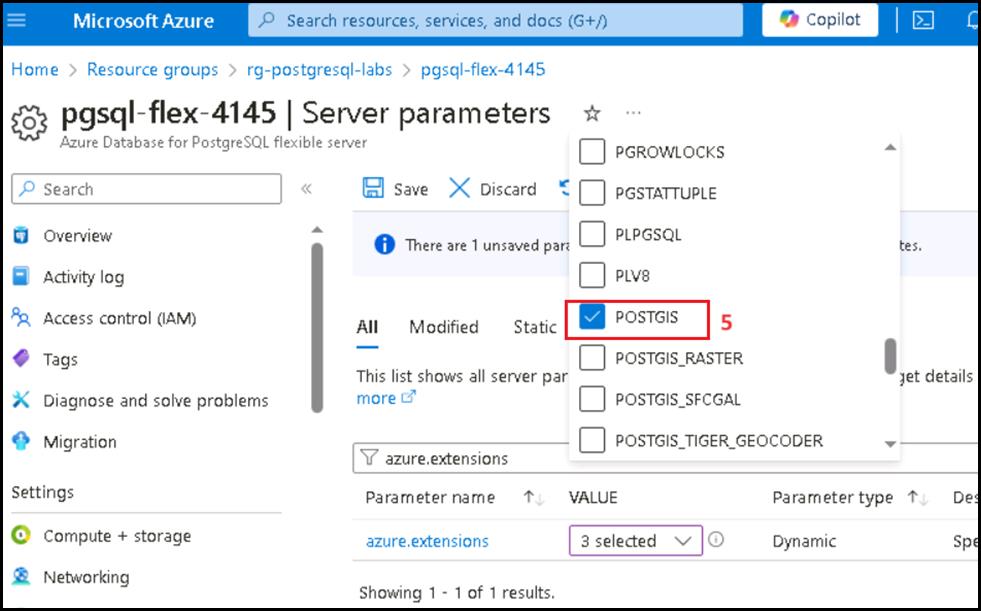 Microsoft Azure
Search resources, services, and docs (G+/)
Copilot
Home > Resource groups > rg-postgresql-labs > pgsql-flex-4145
pgsql-flex-4145 | Server parameters
Azure Database for PostgreSQL flexible server
Search
Save
Discard
There are 1 unsaved para
tes.
Overview
Activity log
Access control (IAM)
Tags
Diagnose and solve problems
Migration
Settings
Compute + storage
Networking
All
Modified
Static
This list shows all server par
get details
more
PGROWLOCKS
PGSTATTUPLE
PLPGSQL
PLV8
POSTGIS
5
POSTGIS_RASTER
POSTGIS_SFCGAL
POSTGIS_TIGER_GEOCODER
azure.extensions
Parameter name
VALUE
Parameter type
Des
azure.extensions
3 selected
Dynamic
Spe
Showing 1 - 1 of 1 results.